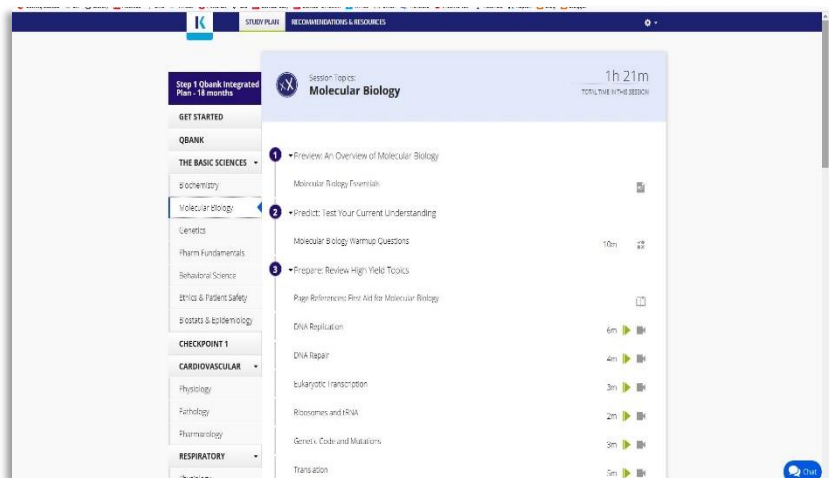 STUDY PLAN
RECOMMENDATIONS & RESOURCES
Step 1 Qbank Integrated
Plan - 18 months
GET STARTED
QBANK
THE BASIC SCIENCES
Biochemistry
Molecular Biology
Genetics
Pharm Fundamentals
Behavioral Science
Ethics & Patient Safety
Biostats & Epidemiology
CHECKPOINT 1
CARDIOVASCULAR
Physiology
Pathology
Pharmacology
RESPIRATORY
Physiology
Session Topics:
Molecular Biology
1h 21m
TOTAL TIME IN THIS SESSION
1 Preview: An Overview of Molecular Biology
Molecular Biology Essentials
2 Predict: Test Your Current Understanding
Molecular Biology Warmup Questions 10m
3 Prepare: Review High Yield Topics
Page References: First Aid for Molecular Biology
DNA Replication 6m
DNA Repair 4m
Eukaryotic Transcription 3m
Ribosomes and tRNA 2m
Genetic Code and Mutations 3m
Translation 5m
Chat